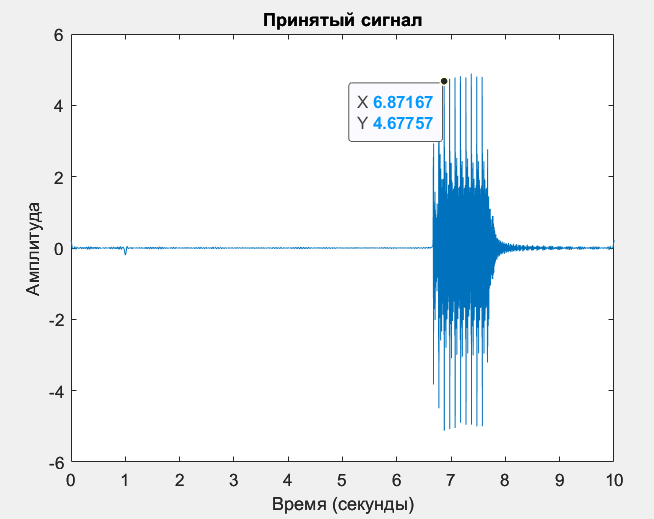 Принятый сигнал
6
4
2
0
-2
-4
-6
Амплитуда
X 6.87167
Y 4.67757
0 1 2 3 4 5 6 7 8 9 10
Время (секунды)